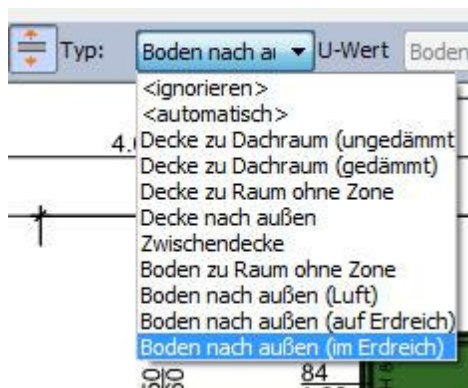 Typ: Boden nach au U-Wert Boden
<ignorieren>
<automatisch>
Decke zu Dachraum (ungedämmt
Decke zu Dachraum (gedämmt)
Decke zu Raum ohne Zone
Decke nach außen
Zwischendecke
Boden zu Raum ohne Zone
Boden nach außen (Luft)
Boden nach außen (auf Erdreich)
Boden nach außen (im Erdreich)
84